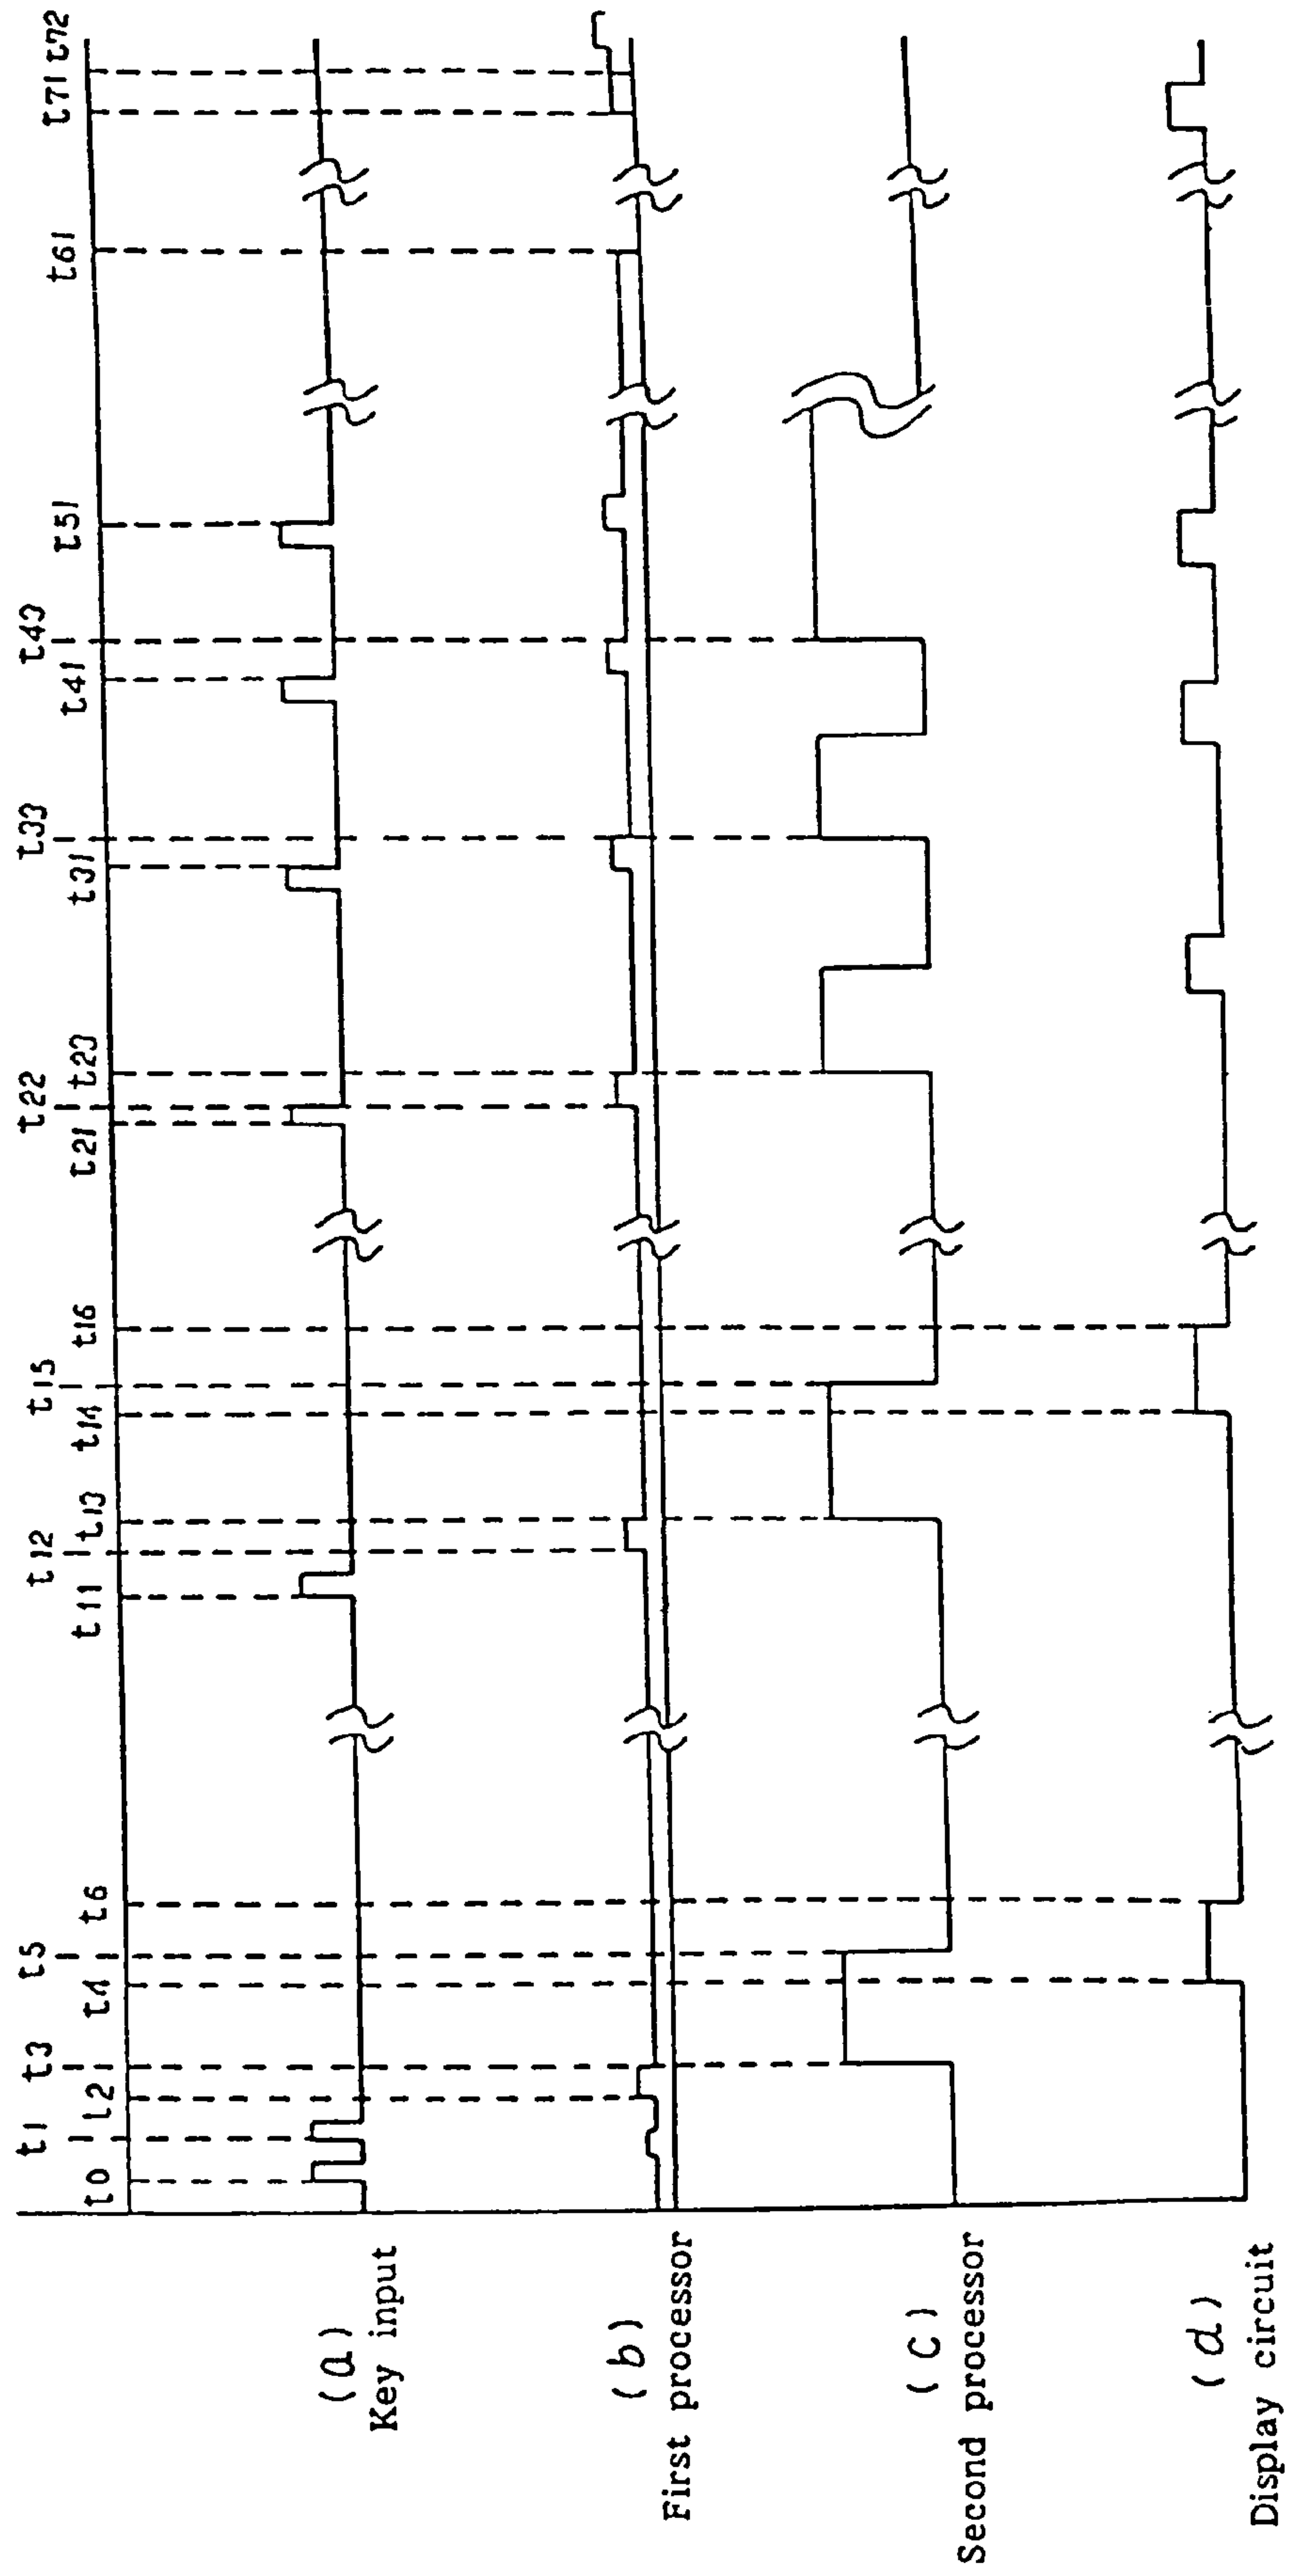 t0 t1 t2 t3 t4 t5 t6 t11 t12 t13 t14 t15 t16 t21 t22 t23 t31 t33 t41 t43 t51 t61 t71 t72
(a)
Key input
(b)
First processor
(c)
Second processor
(d)
Display circuit